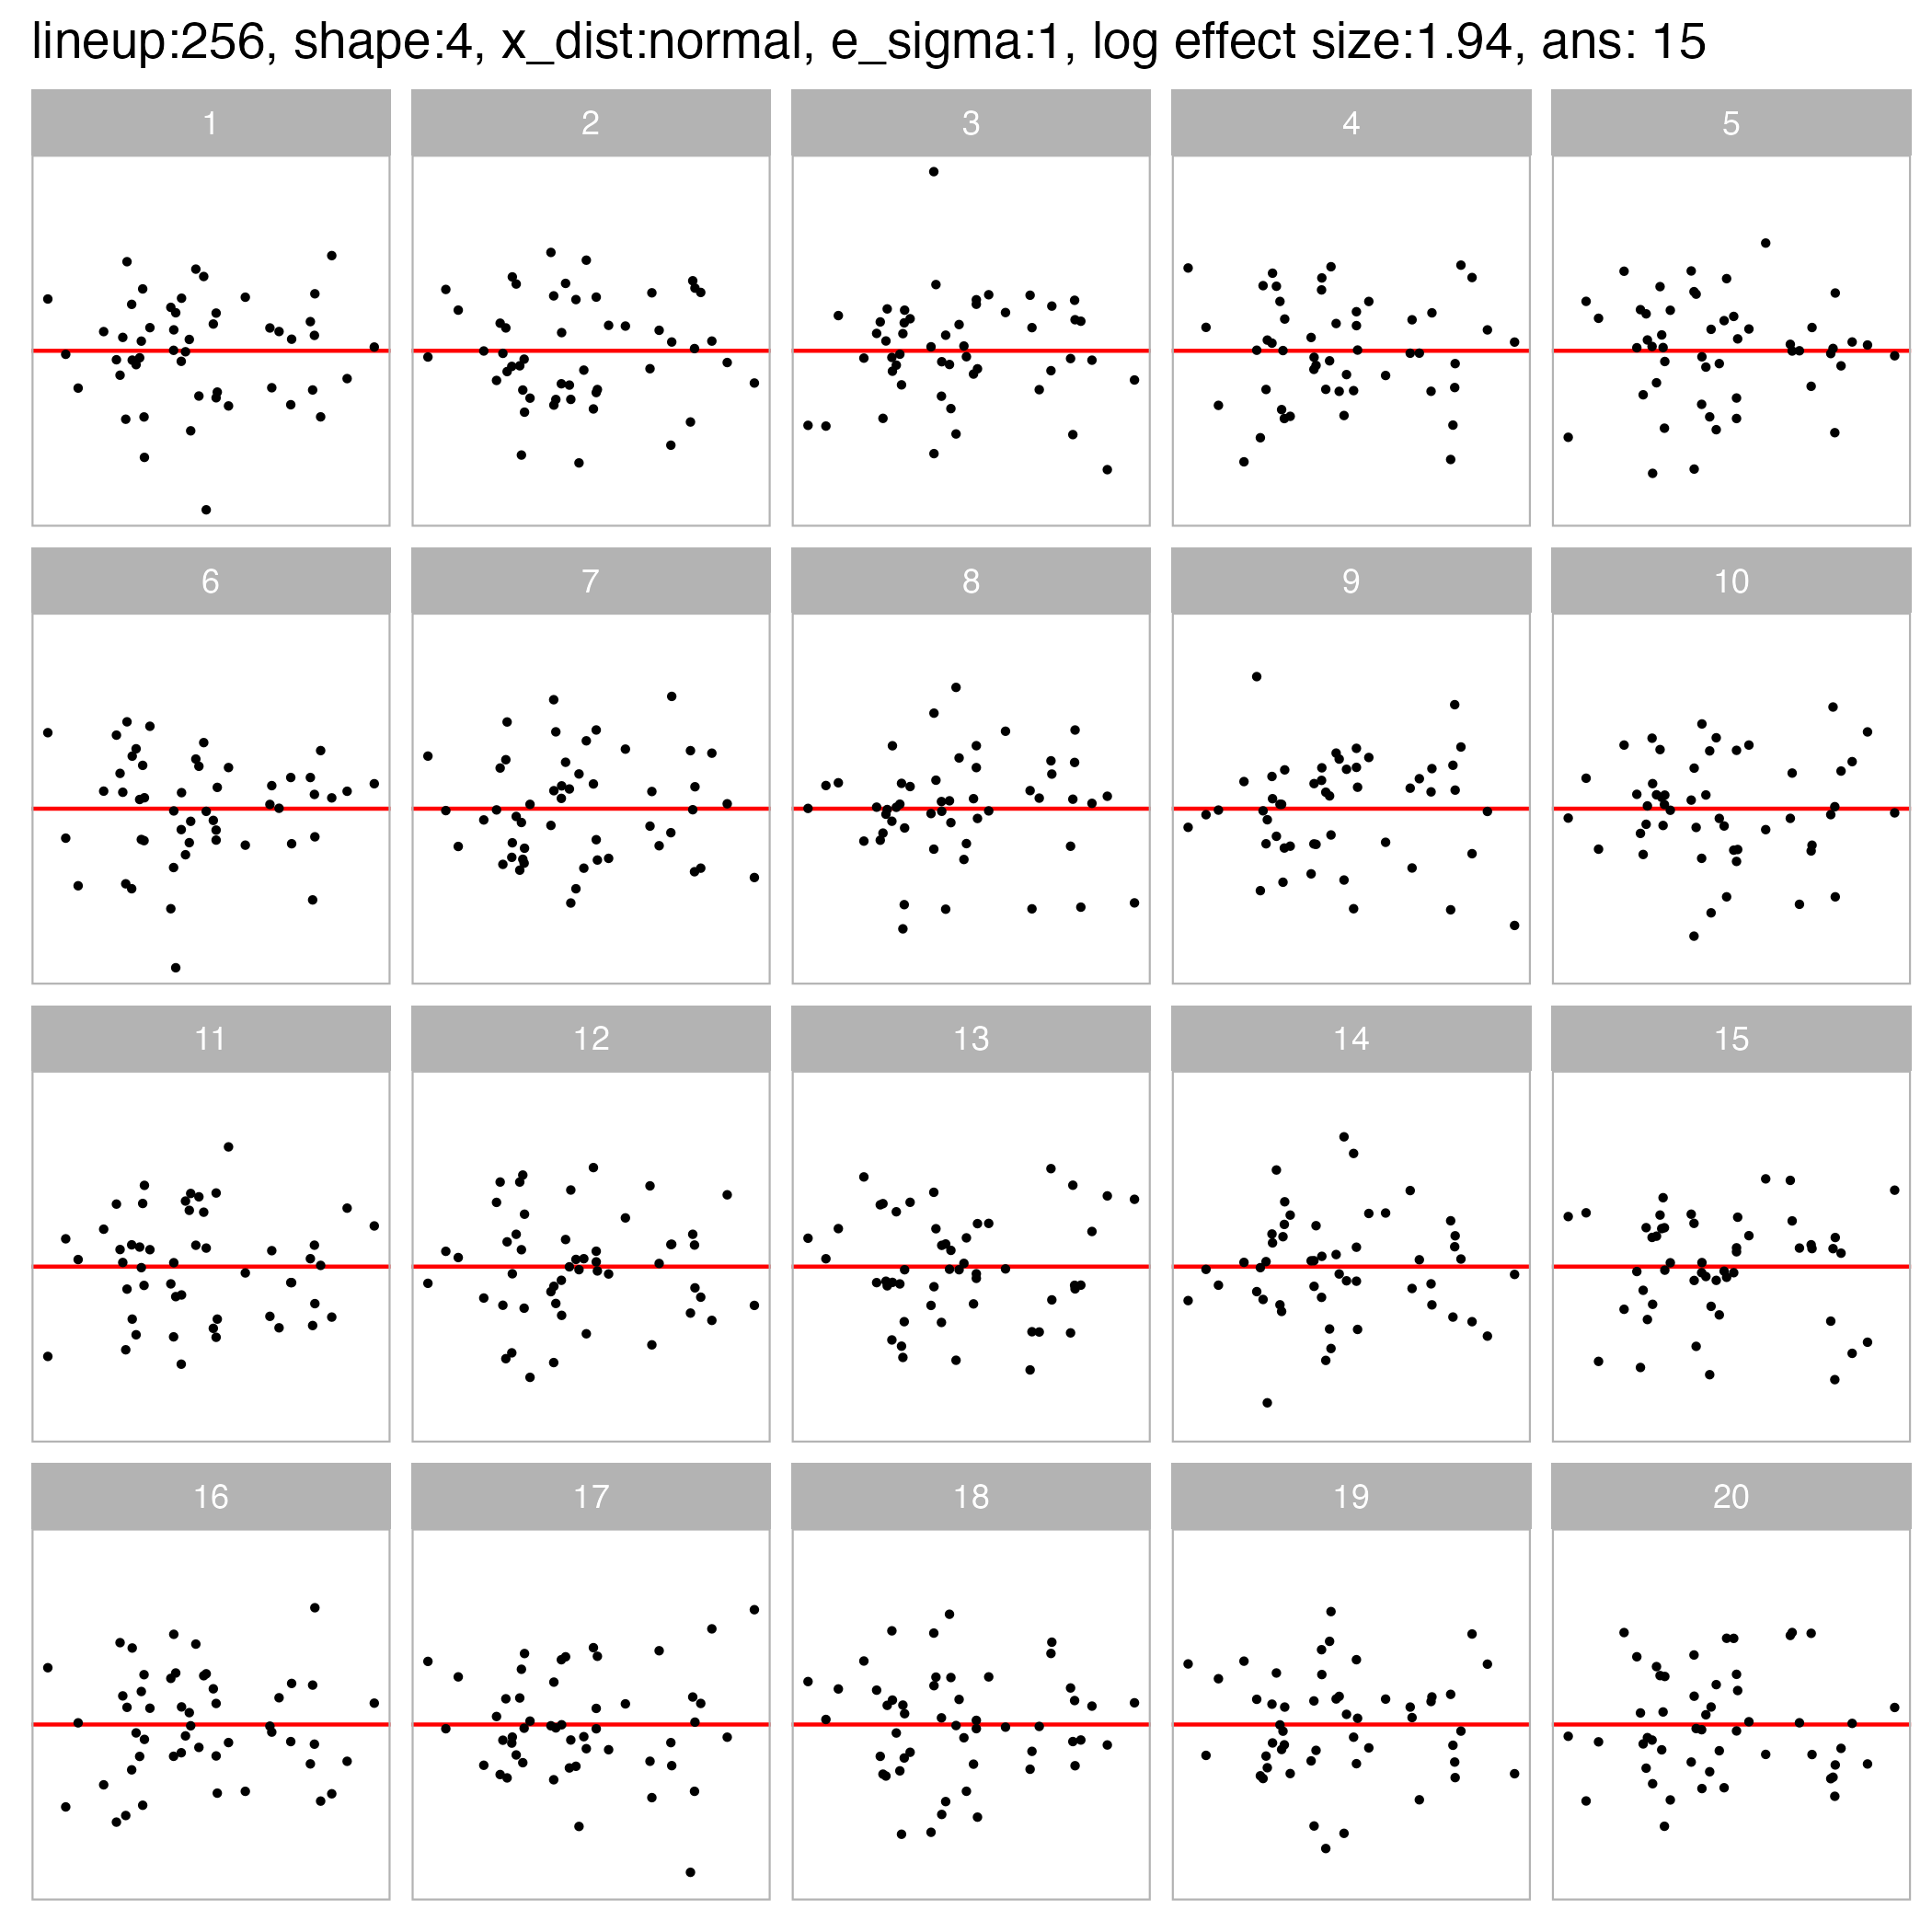 lineup:256, shape:4, x_dist:normal, e_sigma:1, log effect size:1.94, ans: 15
1 2 3 4 5
6 7 8 9 10
11 12 13 14 15
16 17 18 19 20